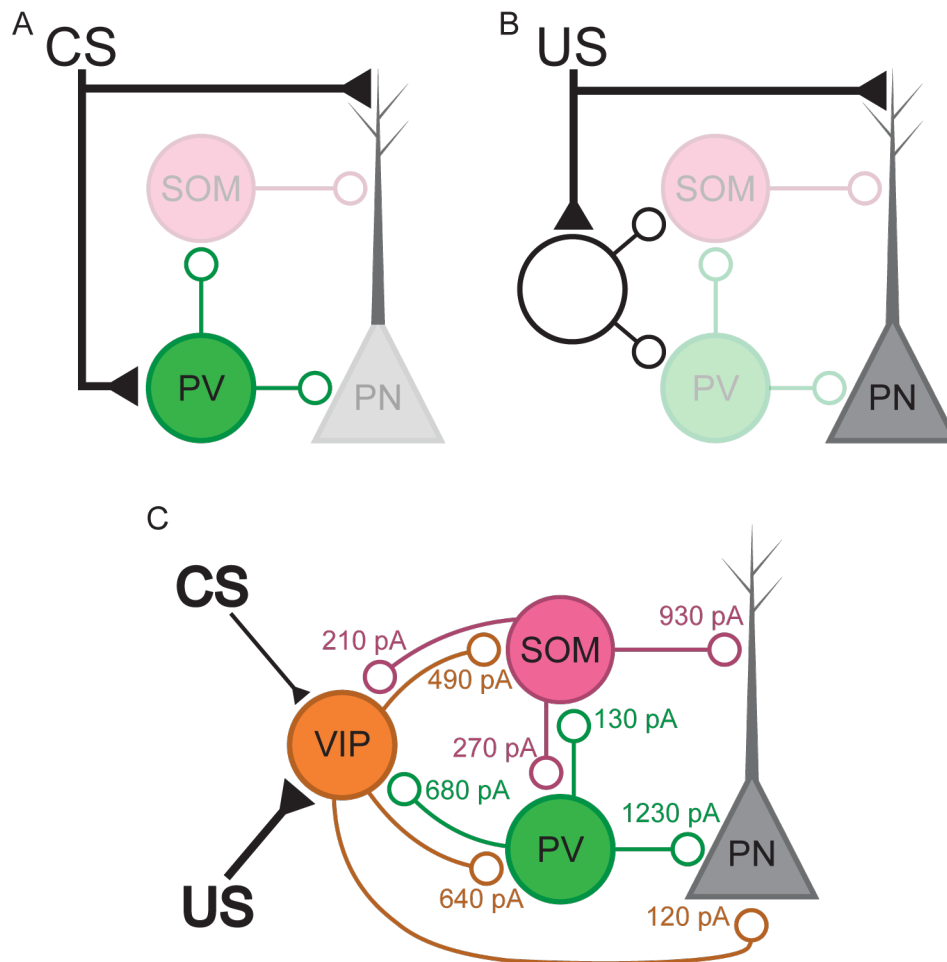 A
CS
SOM
PV
PN
B
US
SOM
PV
PN
C
CS
US
VIP
210 pA
490 pA
SOM
930 pA
270 pA
130 pA
680 pA
640 pA
PV
1230 pA
PN
120 pA